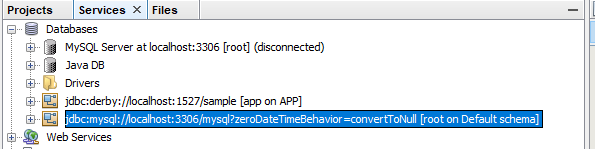 Projects Services × Files
Databases
MySQL Server at localhost:3306 [root] (disconnected)
Java DB
Drivers
jdbc:derby://localhost:1527/sample [app on APP]
jdbc:mysql://localhost:3306/mysql?zeroDateTimeBehavior=convertToNull [root on Default schema]
Web Services